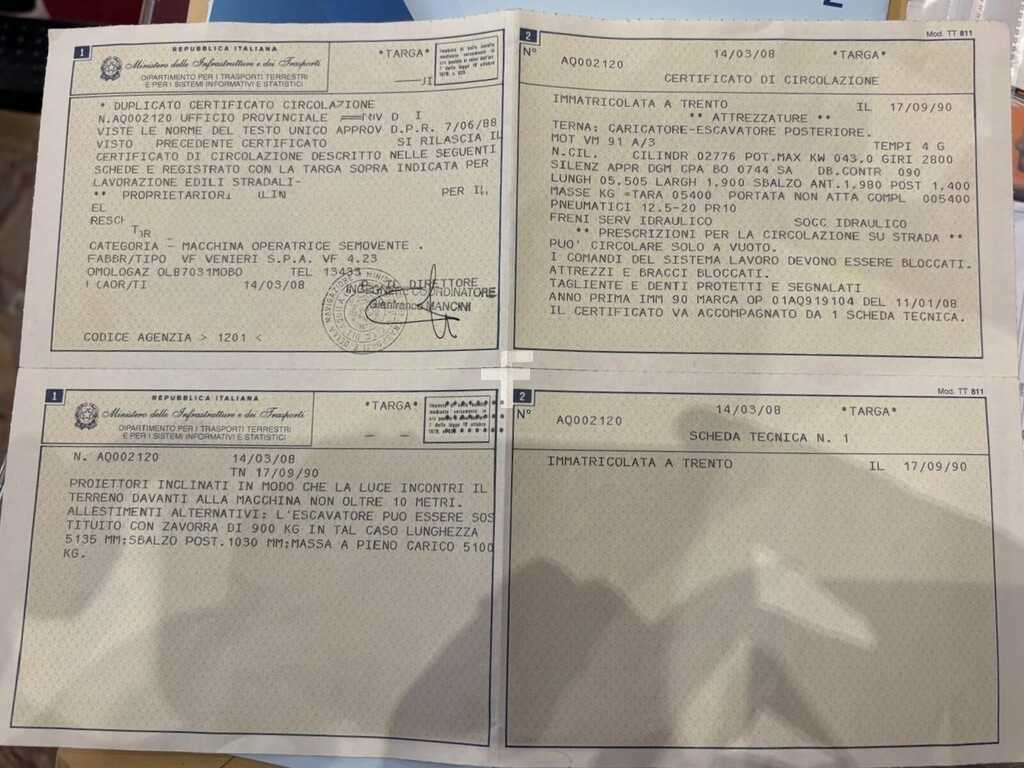 1
REPUBBLICA ITALIANA
Ministero delle Infrastrutture e dei Trasporti
DIPARTIMENTO PER I TRASPORTI TERRESTRI
E PER I SISTEMI INFORMATIVI E STATISTICI
*TARGA*
* DUPLICATO CERTIFICATO CIRCOLAZIONE
N.AQ002120 UFFICIO PROVINCIALE
VISTE LE NORME DEL TESTO UNICO APPROV D.P.R. 7/06/88
VISTO PRECEDENTE CERTIFICATO SI RILASCIA IL
CERTIFICATO DI CIRCOLAZIONE DESCRITTO NELLE SEGUENTI
SCHEDE E REGISTRATO CON LA TARGA SOPRA INDICATA PER
LAVORAZIONE EDILI STRADALI-
** PROPRIETARIO PER IL
CATEGORIA - MACCHINA OPERATRICE SEMOVENTE .
FABBR/TIPO VF VENIERI S.P.A. VF 4.23
OMOLOGAZ OL87031MOBO TEL 13433
CAOR/TI 14/03/08 IL DIRETTORE
COORDINATORE
Gianfranco MANCINI
CODICE AGENZIA > 1201 <
2
Mod. TT 811
N° AQ002120 14/03/08 *TARGA*
CERTIFICATO DI CIRCOLAZIONE
IMMATRICOLATA A TRENTO IL 17/09/90
** ATTREZZATURE **
TERNA: CARICATORE-ESCAVATORE POSTERIORE.
MOT VM 91 A/3 TEMPI 4 G
N.CIL. CILINDR 02776 POT.MAX KW 043.0 GIRI 2800
SILENZ APPR DGM CPA BO 0744 SA DB.CONTR 090
LUNGH 05.505 LARGH 1.900 SBALZO ANT.1,980 POST 1,400
MASSE KG =TARA 05400 PORTATA NON ATTA COMPL 005400
PNEUMATICI 12.5-20 PR10
FRENI SERV IDRAULICO SOCC IDRAULICO
** PRESCRIZIONI PER LA CIRCOLAZIONE SU STRADA **
PUO' CIRCOLARE SOLO A VUOTO.
I COMANDI DEL SISTEMA LAVORO DEVONO ESSERE BLOCCATI.
ATTREZZI E BRACCI BLOCCATI.
TAGLIENTE E DENTI PROTETTI E SEGNALATI
ANNO PRIMA IMM 90 MARCA OP 01AQ919104 DEL 11/01/08
IL CERTIFICATO VA ACCOMPAGNATO DA 1 SCHEDA TECNICA.
1
REPUBBLICA ITALIANA
Ministero delle Infrastrutture e dei Trasporti
DIPARTIMENTO PER I TRASPORTI TERRESTRI
E PER I SISTEMI INFORMATIVI E STATISTICI
*TARGA*
N. AQ002120 14/03/08
TN 17/09/90
PROIETTORI INCLINATI IN MODO CHE LA LUCE INCONTRI IL
TERRENO DAVANTI ALLA MACCHINA NON OLTRE 10 METRI.
ALLESTIMENTI ALTERNATIVI: L'ESCAVATORE PUO ESSERE SOS
TITUITO CON ZAVORRA DI 900 KG IN TAL CASO LUNGHEZZA
5135 MM;SBALZO POST.1030 MM;MASSA A PIENO CARICO 5100
KG.
2
Mod. TT 811
N° AQ002120 14/03/08 *TARGA*
SCHEDA TECNICA N. 1
IMMATRICOLATA A TRENTO IL 17/09/90